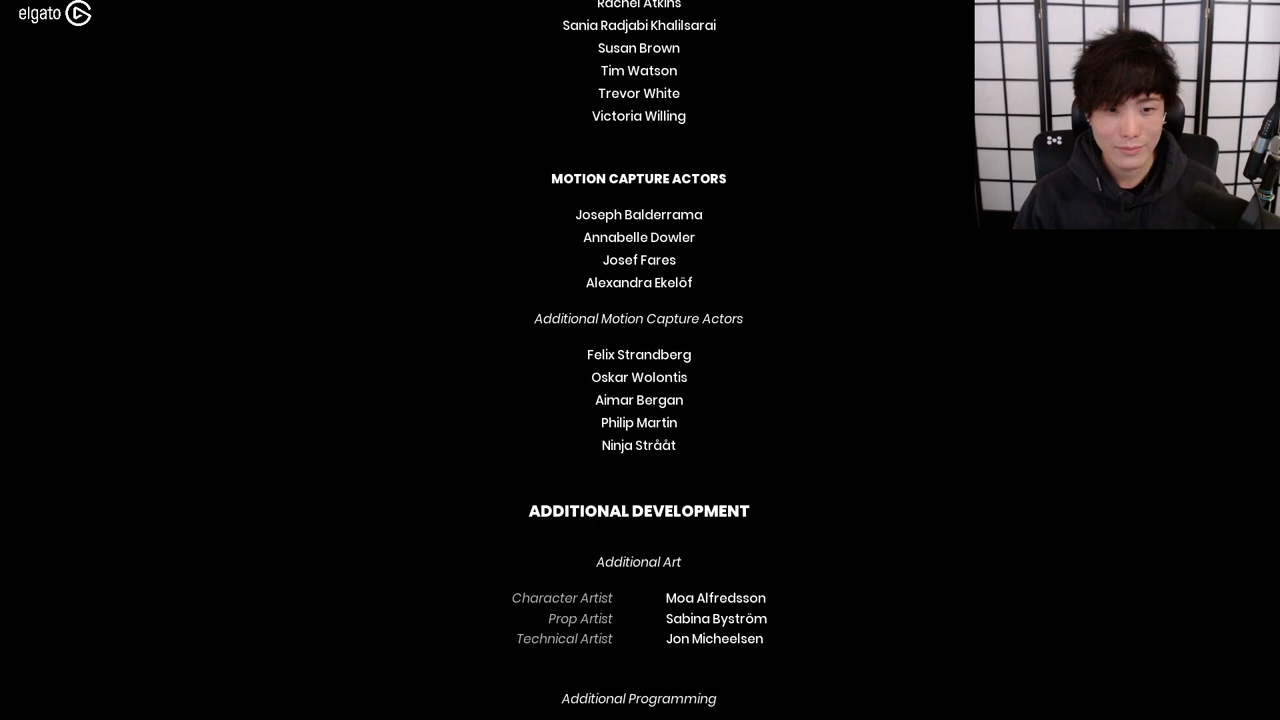 elgato
Rachel Atkins
Sania Radjabi Khalilsarai
Susan Brown
Tim Watson
Trevor White
Victoria Willing
MOTION CAPTURE ACTORS
Joseph Balderrama
Annabelle Dowler
Josef Fares
Alexandra Ekelöf
Additional Motion Capture Actors
Felix Strandberg
Oskar Wolontis
Aimar Bergan
Philip Martin
Ninja Strååt
ADDITIONAL DEVELOPMENT
Additional Art
Character Artist Moa Alfredsson
Prop Artist Sabina Byström
Technical Artist Jon Micheelsen
Additional Programming